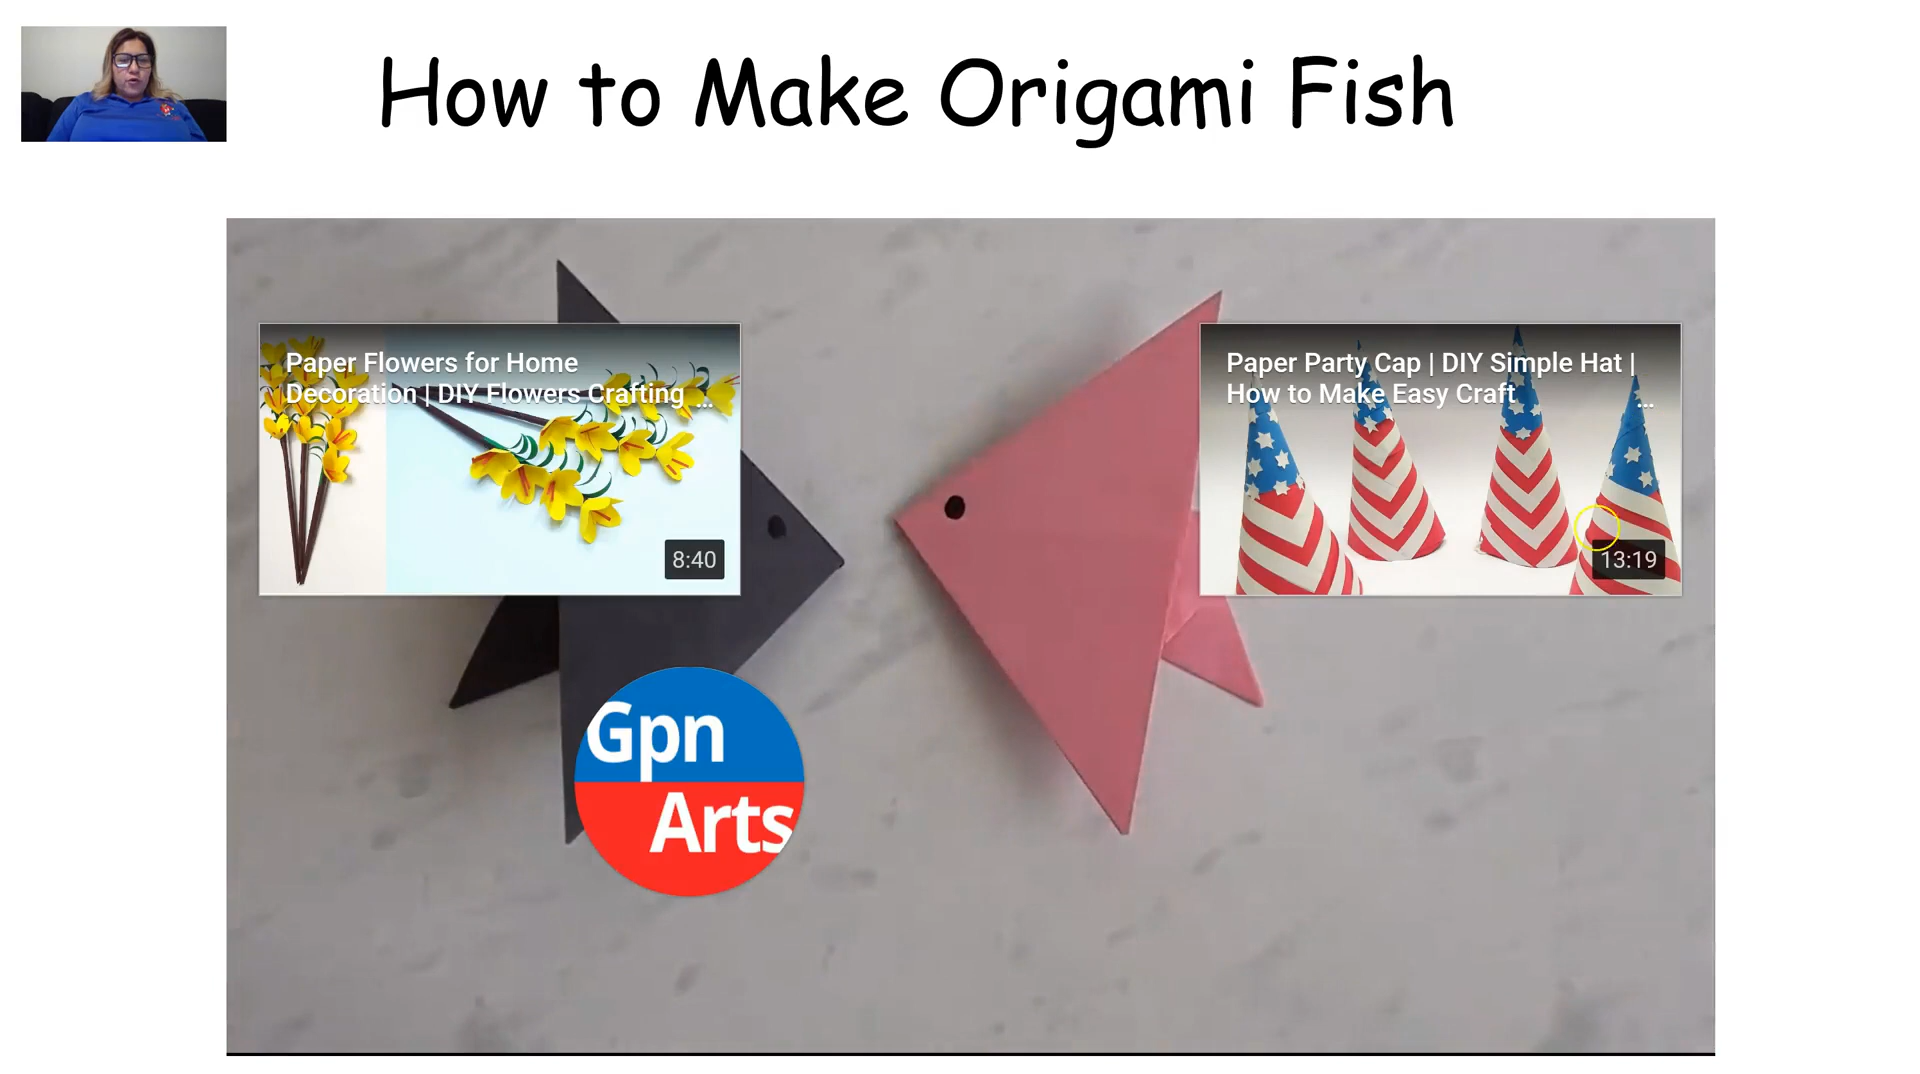 How to Make Origami Fish
Paper Flowers for Home
Decoration | DIY Flowers Crafting ...
8:40
Paper Party Cap | DIY Simple Hat |
How to Make Easy Craft ...
13:19
Gpn
Arts